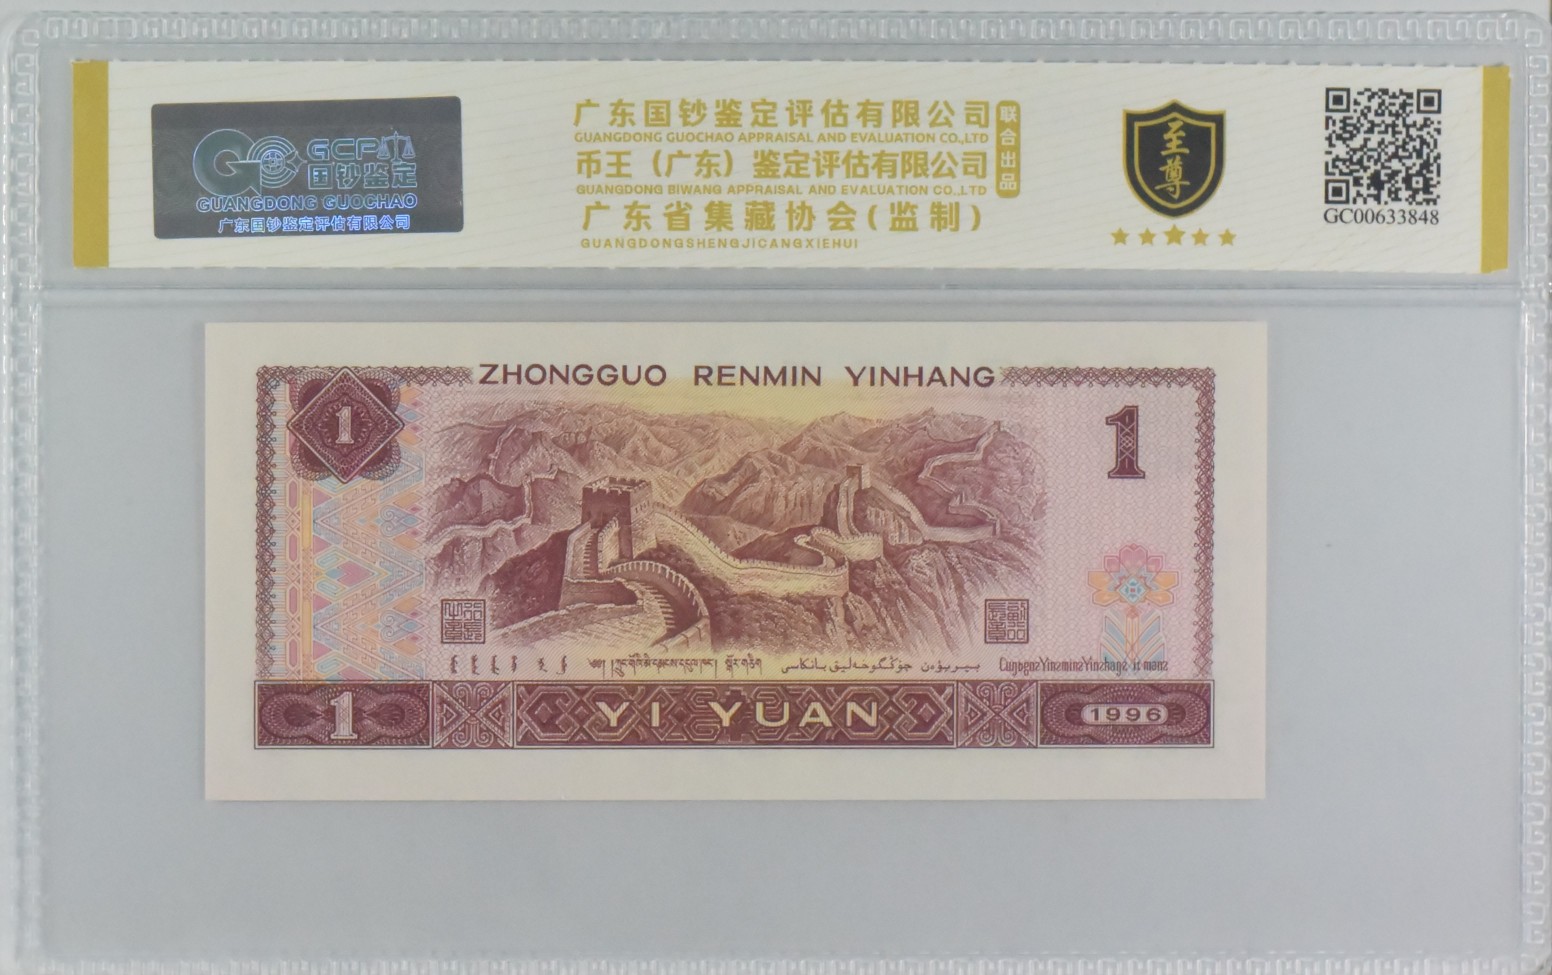 GCP
国钞鉴定
GUANGDONG GUOCHAO
广东国钞鉴定评估有限公司
广东国钞鉴定评估有限公司
GUANGDONG GUOCHAO APPRAISAL AND EVALUATION CO.,LTD
币王（广东）鉴定评估有限公司
GUANGDONG BIWANG APPRAISAL AND EVALUATION CO.,LTD
广东省集藏协会(监制)
GUANGDONGSHENGJICANGXIEHUI
联合出品
至尊
GC00633848
ZHONGGUO RENMIN YINHANG
1
1
1
YI YUAN
1996